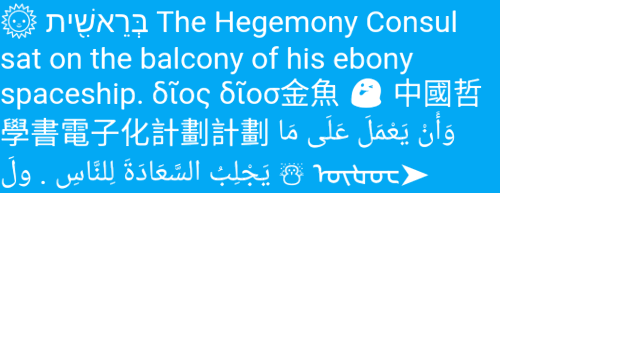 🌞 בְּרֵאשִׁ֖ית The Hegemony Consul
sat on the balcony of his ebony
spaceship. δῖος δῖοσ金魚 中國哲
學書電子化計劃計劃 وَأَنْ يَعْمَلَ عَلَى مَا
يَجْلِبُ السَّعَادَةَ لِلنَّاسِ . ولَ ☃ ➤